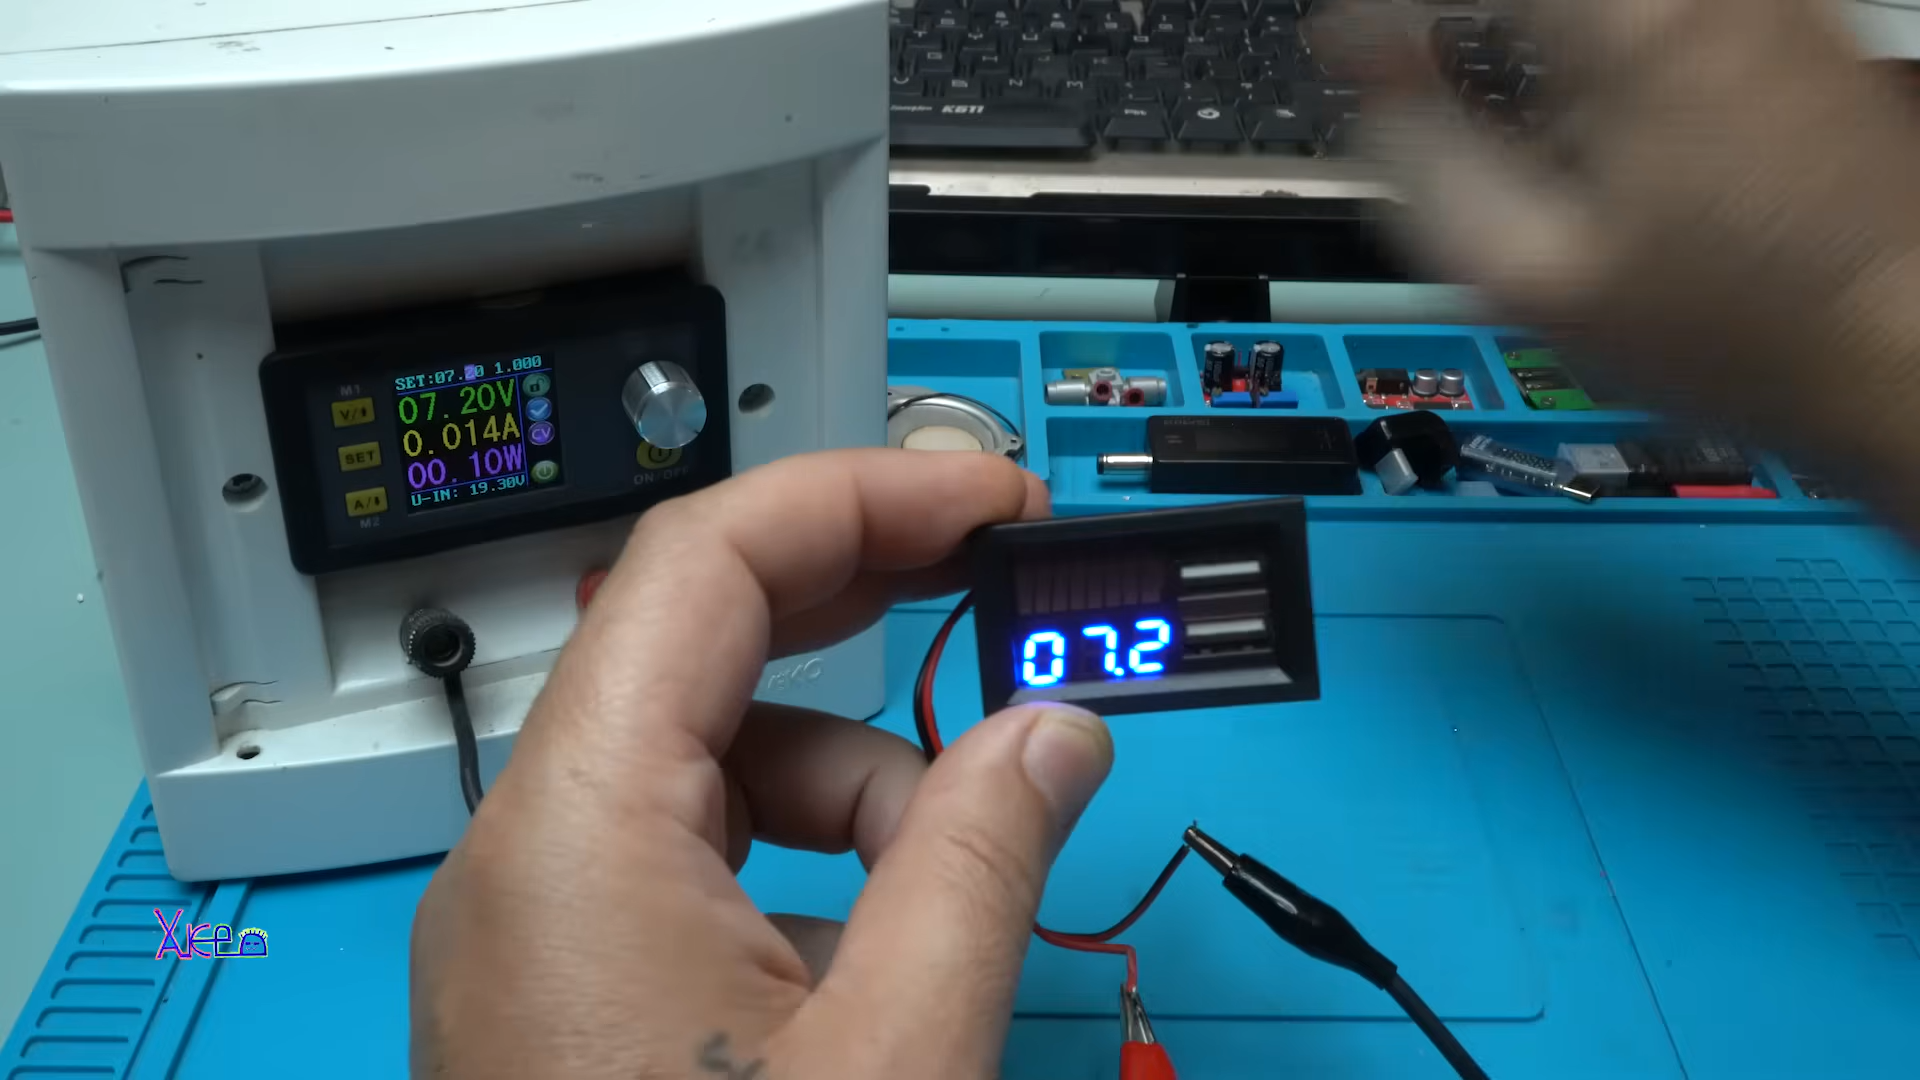 M1
V/⬍
SET
A/⬍
M2
SET:07.20 1.000
07.20V
0.014A
00.10W
U-IN: 19.30V
CV
ON/OFF
K611
07.2